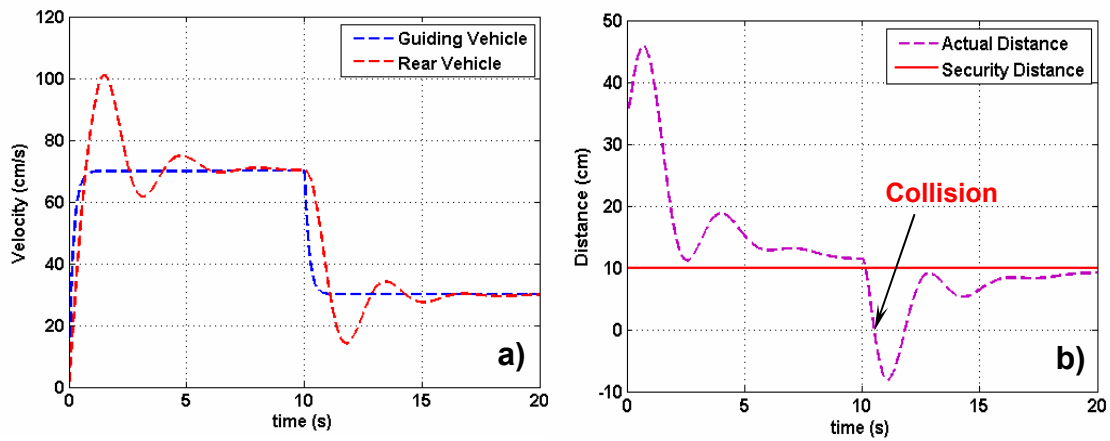 120
100
80
60
40
20
0
Velocity (cm/s)
0 5 10 15 20
time (s)
Guiding Vehicle
Rear Vehicle
a)
50
40
30
20
10
0
-10
Distance (cm)
0 5 10 15 20
time (s)
Actual Distance
Security Distance
Collision
b)